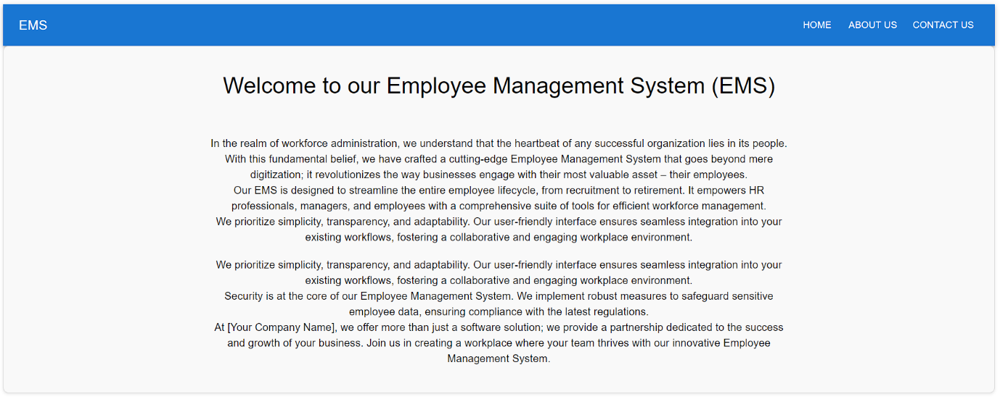 EMS
HOME ABOUT US CONTACT US
Welcome to our Employee Management System (EMS)
In the realm of workforce administration, we understand that the heartbeat of any successful organization lies in its people.
With this fundamental belief, we have crafted a cutting-edge Employee Management System that goes beyond mere
digitization; it revolutionizes the way businesses engage with their most valuable asset – their employees.
Our EMS is designed to streamline the entire employee lifecycle, from recruitment to retirement. It empowers HR
professionals, managers, and employees with a comprehensive suite of tools for efficient workforce management.
We prioritize simplicity, transparency, and adaptability. Our user-friendly interface ensures seamless integration into your
existing workflows, fostering a collaborative and engaging workplace environment.
We prioritize simplicity, transparency, and adaptability. Our user-friendly interface ensures seamless integration into your
existing workflows, fostering a collaborative and engaging workplace environment.
Security is at the core of our Employee Management System. We implement robust measures to safeguard sensitive
employee data, ensuring compliance with the latest regulations.
At [Your Company Name], we offer more than just a software solution; we provide a partnership dedicated to the success
and growth of your business. Join us in creating a workplace where your team thrives with our innovative Employee
Management System.